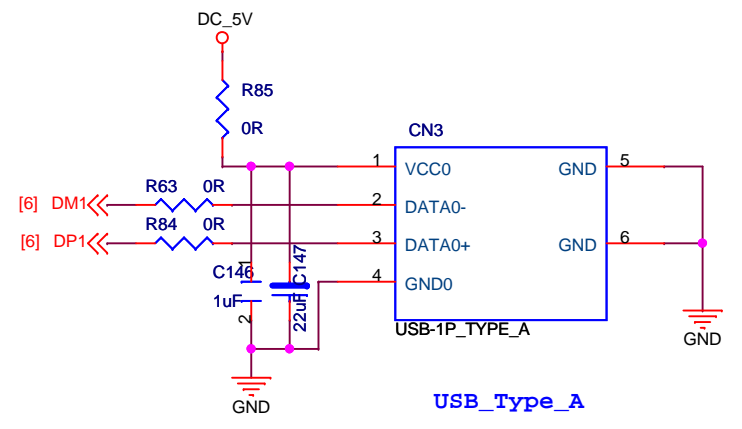 DC_5V
R85
0R
CN3
1
VCC0
GND
5
R63 0R
[6] DM1
2
DATA0-
R84 0R
[6] DP1
3
DATA0+
GND
6
C146
1
1uF
2
C147
22uF
4
GND0
USB-1P_TYPE_A
GND
GND
USB_Type_A